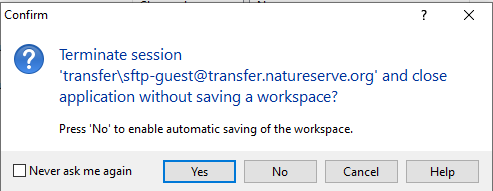 Confirm
Terminate session
'transfer\sftp-guest@transfer.natureserve.org' and close
application without saving a workspace?
Press 'No' to enable automatic saving of the workspace.
Never ask me again
Yes
No
Cancel
Help